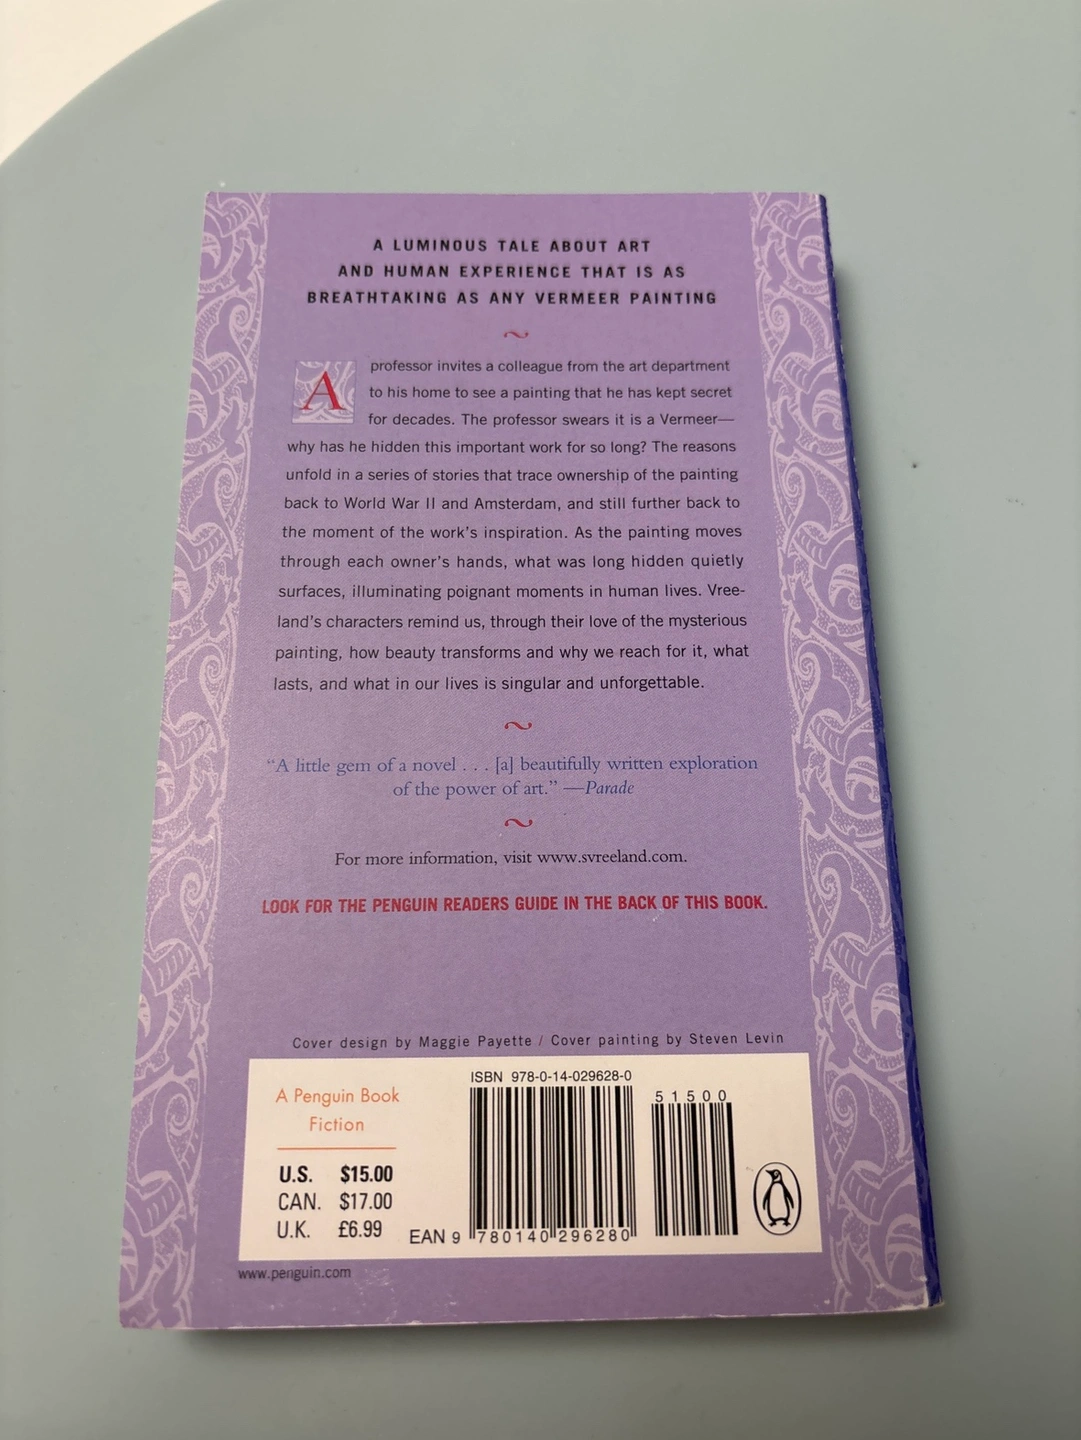 A LUMINOUS TALE ABOUT ART
AND HUMAN EXPERIENCE THAT IS AS
BREATHTAKING AS ANY VERMEER PAINTING
A professor invites a colleague from the art department
to his home to see a painting that he has kept secret
for decades. The professor swears it is a Vermeer—
why has he hidden this important work for so long? The reasons
unfold in a series of stories that trace ownership of the painting
back to World War II and Amsterdam, and still further back to
the moment of the work's inspiration. As the painting moves
through each owner's hands, what was long hidden quietly
surfaces, illuminating poignant moments in human lives. Vree-
land's characters remind us, through their love of the mysterious
painting, how beauty transforms and why we reach for it, what
lasts, and what in our lives is singular and unforgettable.
"A little gem of a novel . . . [a] beautifully written exploration
of the power of art." —Parade
For more information, visit www.svreeland.com.
LOOK FOR THE PENGUIN READERS GUIDE IN THE BACK OF THIS BOOK.
Cover design by Maggie Payette / Cover painting by Steven Levin
A Penguin Book
Fiction
U.S. $15.00
CAN. $17.00
U.K. £6.99
ISBN 978-0-14-029628-0
51500
EAN 9 780140 296280
www.penguin.com